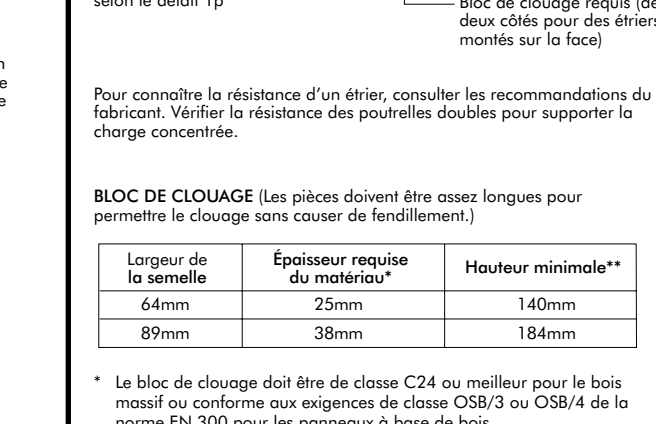 selon le détail 1p
Bloc de clouage requis (de
deux côtés pour des étriers
montés sur la face)
n
e
e
Pour connaître la résistance d'un étrier, consulter les recommandations du
fabricant. Vérifier la résistance des poutrelles doubles pour supporter la
charge concentrée.
BLOC DE CLOUAGE (Les pièces doivent être assez longues pour
permettre le clouage sans causer de fendillement.)
Largeur de la semelle Épaisseur requise du matériau* Hauteur minimale**
64mm 25mm 140mm
89mm 38mm 184mm
* Le bloc de clouage doit être de classe C24 ou meilleur pour le bois
massif ou conforme aux exigences de classe OSB/3 ou OSB/4 de la
norme EN 300 pour les panneaux à base de bois